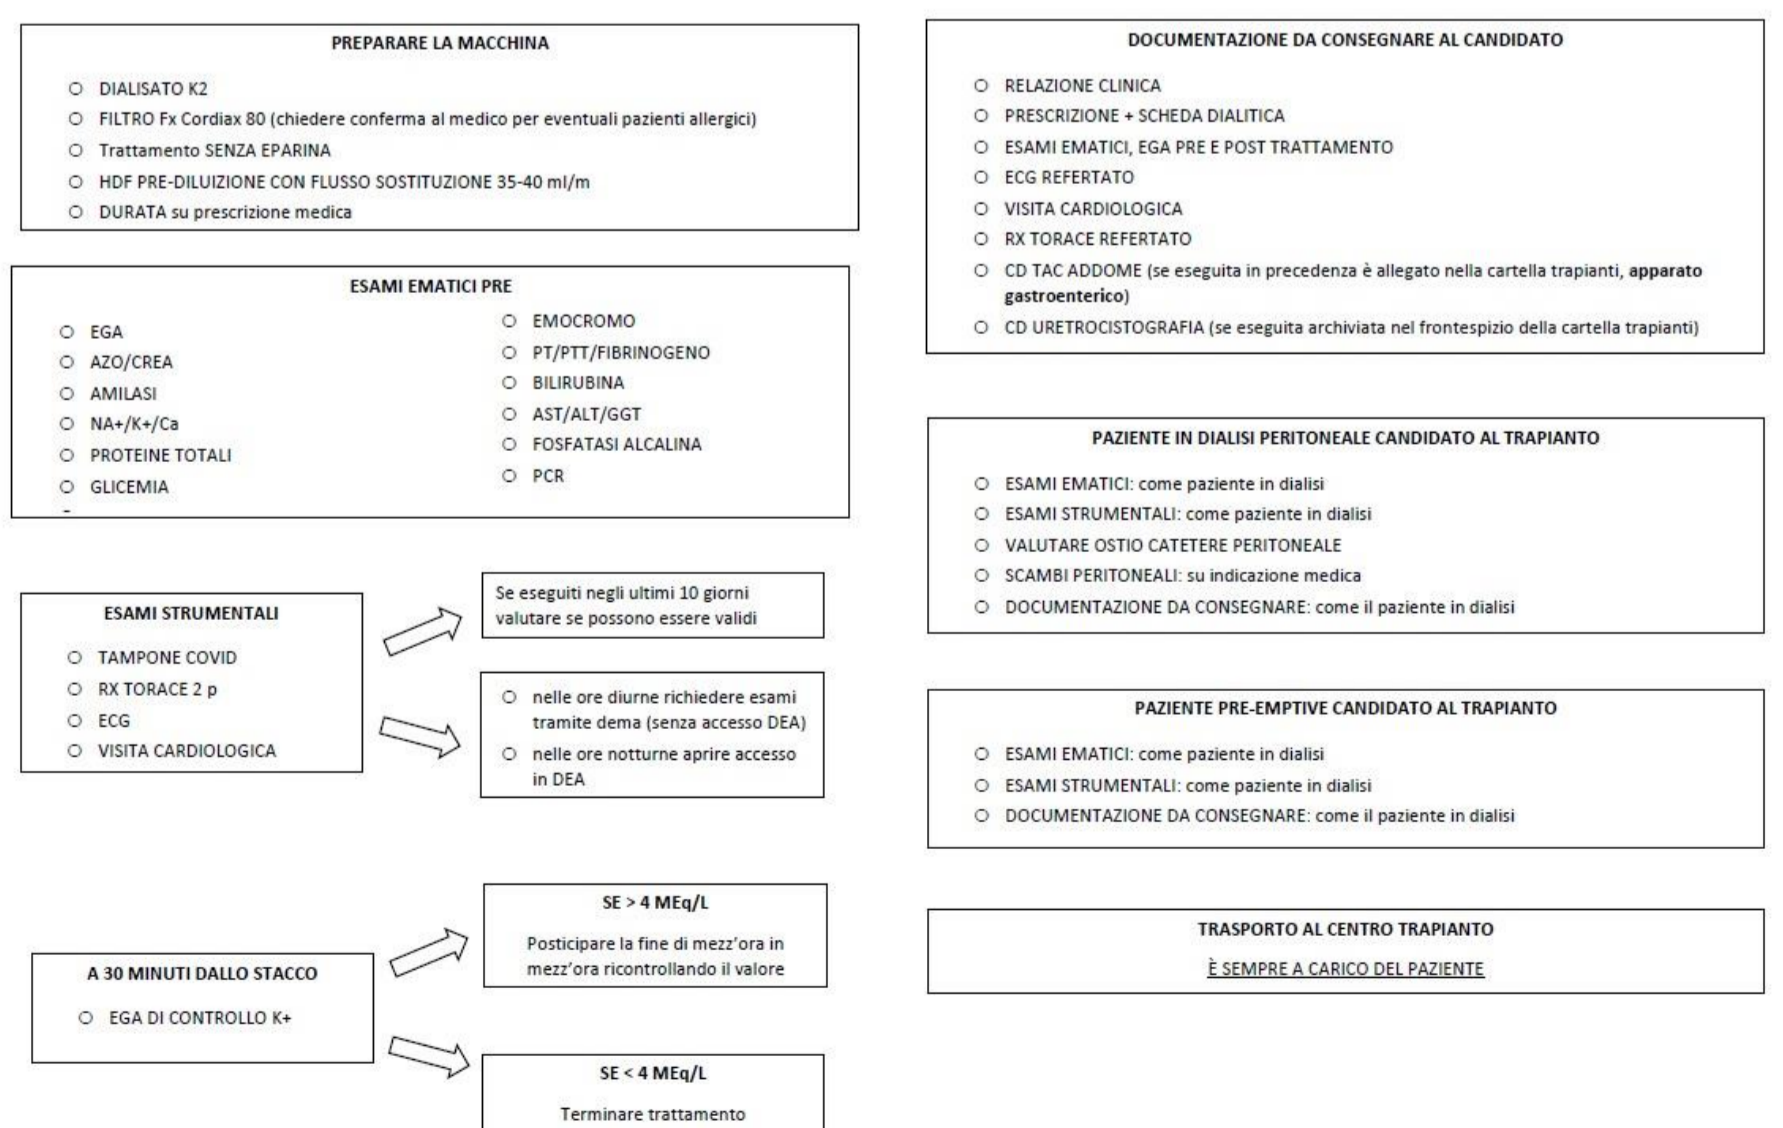 PREPARARE LA MACCHINA
○ DIALISATO K2
○ FILTRO Fx Cordiax 80 (chiedere conferma al medico per eventuali pazienti allergici)
○ Trattamento SENZA EPARINA
○ HDF PRE-DILUIZIONE CON FLUSSO SOSTITUZIONE 35-40 ml/m
○ DURATA su prescrizione medica
ESAMI EMATICI PRE
○ EGA
○ AZO/CREA
○ AMILASI
○ NA+/K+/Ca
○ PROTEINE TOTALI
○ GLICEMIA
○ EMOCROMO
○ PT/PTT/FIBRINOGENO
○ BILIRUBINA
○ AST/ALT/GGT
○ FOSFATASI ALCALINA
○ PCR
ESAMI STRUMENTALI
○ TAMPONE COVID
○ RX TORACE 2 p
○ ECG
○ VISITA CARDIOLOGICA
Se eseguiti negli ultimi 10 giorni
valutare se possono essere validi
○ nelle ore diurne richiedere esami
tramite dema (senza accesso DEA)
○ nelle ore notturne aprire accesso
in DEA
A 30 MINUTI DALLO STACCO
○ EGA DI CONTROLLO K+
SE > 4 MEq/L
Posticipare la fine di mezz'ora in
mezz'ora ricontrollando il valore
SE < 4 MEq/L
Terminare trattamento
DOCUMENTAZIONE DA CONSEGNARE AL CANDIDATO
○ RELAZIONE CLINICA
○ PRESCRIZIONE + SCHEDA DIALITICA
○ ESAMI EMATICI, EGA PRE E POST TRATTAMENTO
○ ECG REFERTATO
○ VISITA CARDIOLOGICA
○ RX TORACE REFERTATO
○ CD TAC ADDOME (se eseguita in precedenza è allegato nella cartella trapianti, apparato
gastroenterico)
○ CD URETROCISTOGRAFIA (se eseguita archiviata nel frontespizio della cartella trapianti)
PAZIENTE IN DIALISI PERITONEALE CANDIDATO AL TRAPIANTO
○ ESAMI EMATICI: come paziente in dialisi
○ ESAMI STRUMENTALI: come paziente in dialisi
○ VALUTARE OSTIO CATETERE PERITONEALE
○ SCAMBI PERITONEALI: su indicazione medica
○ DOCUMENTAZIONE DA CONSEGNARE: come il paziente in dialisi
PAZIENTE PRE-EMPTIVE CANDIDATO AL TRAPIANTO
○ ESAMI EMATICI: come paziente in dialisi
○ ESAMI STRUMENTALI: come paziente in dialisi
○ DOCUMENTAZIONE DA CONSEGNARE: come il paziente in dialisi
TRASPORTO AL CENTRO TRAPIANTO
È SEMPRE A CARICO DEL PAZIENTE